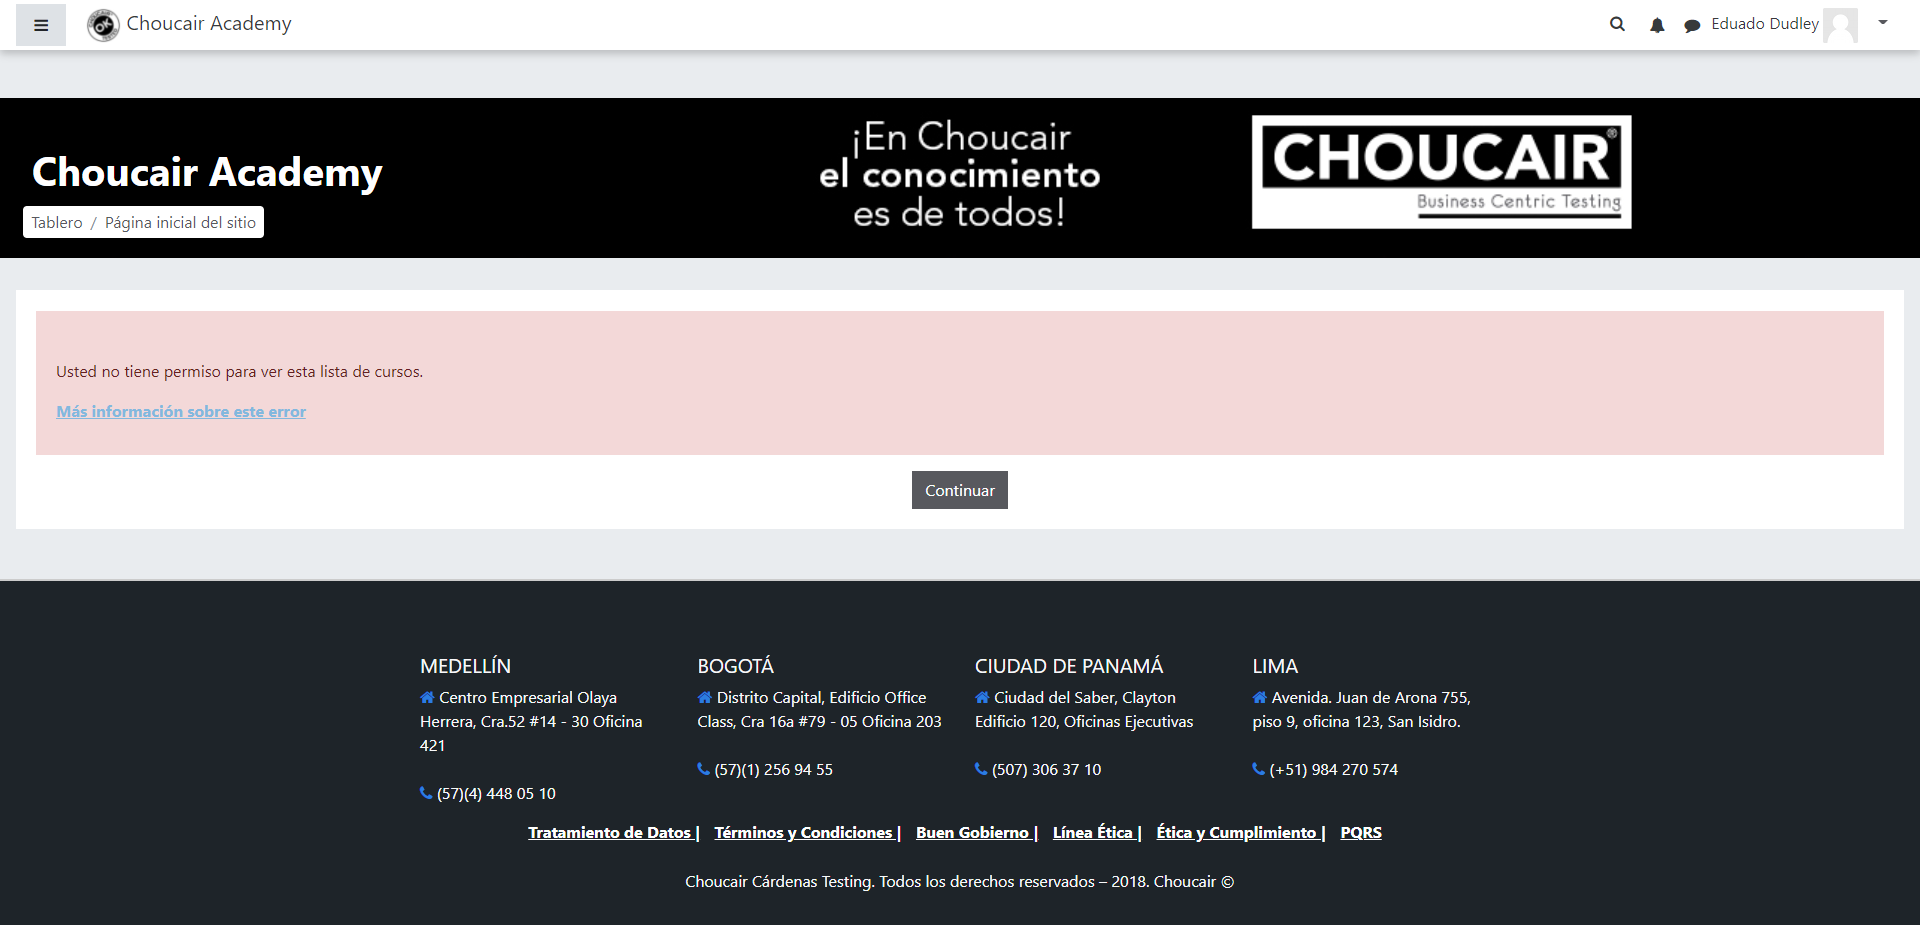 Choucair Academy
Eduado Dudley
Choucair Academy
Tablero / Página inicial del sitio
¡En Choucair
el conocimiento
es de todos!
CHOUCAIR®
Business Centric Testing
Usted no tiene permiso para ver esta lista de cursos.
Más información sobre este error
Continuar
MEDELLÍN
Centro Empresarial Olaya
Herrera, Cra.52 #14 - 30 Oficina
421
(57)(4) 448 05 10
BOGOTÁ
Distrito Capital, Edificio Office
Class, Cra 16a #79 - 05 Oficina 203
(57)(1) 256 94 55
CIUDAD DE PANAMÁ
Ciudad del Saber, Clayton
Edificio 120, Oficinas Ejecutivas
(507) 306 37 10
LIMA
Avenida. Juan de Arona 755,
piso 9, oficina 123, San Isidro.
(+51) 984 270 574
Tratamiento de Datos | Términos y Condiciones | Buen Gobierno | Línea Ética | Ética y Cumplimiento | PQRS
Choucair Cárdenas Testing. Todos los derechos reservados – 2018. Choucair ©